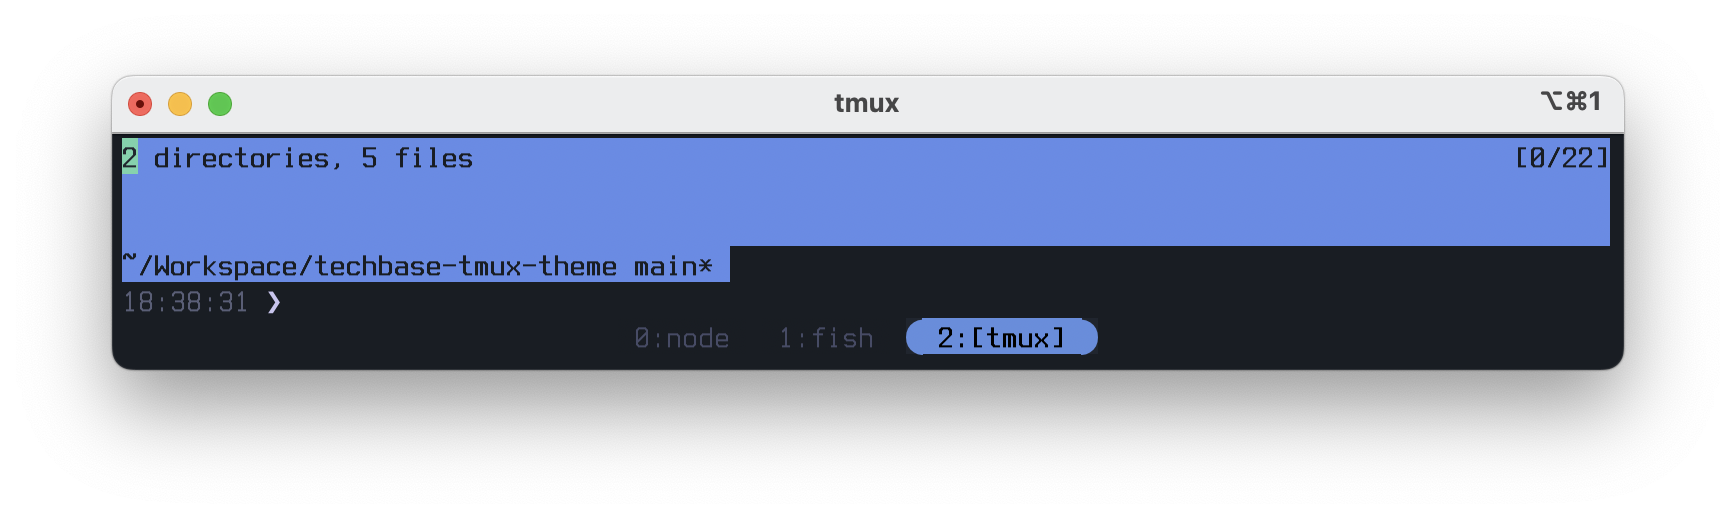 tmux ⌥⌘1
2 directories, 5 files [0/22]
~/Workspace/techbase-tmux-theme main*
18:38:31 ❯
0:node 1:fish 2:[tmux]